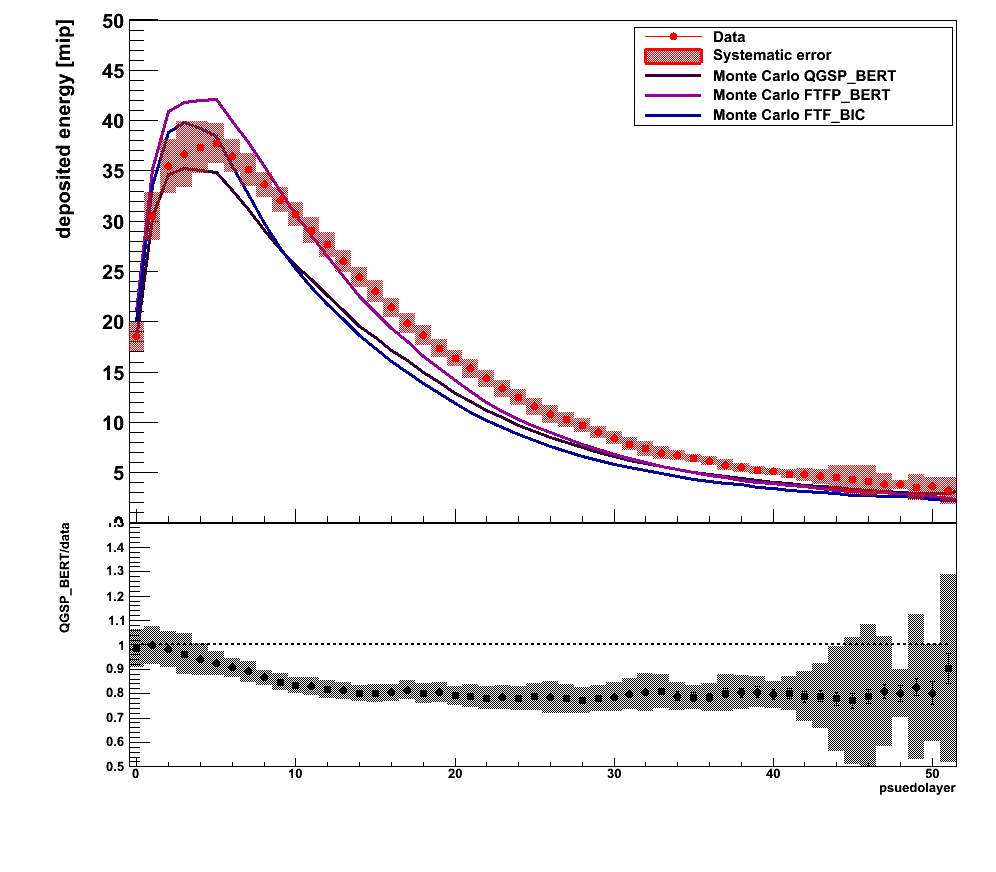 deposited energy [mip]
50
45
40
35
30
25
20
15
10
5
Data
Systematic error
Monte Carlo QGSP_BERT
Monte Carlo FTFP_BERT
Monte Carlo FTF_BIC
QGSP_BERT/data
1.4
1.3
1.2
1.1
1
0.9
0.8
0.7
0.6
0.5
0 10 20 30 40 50
psuedolayer